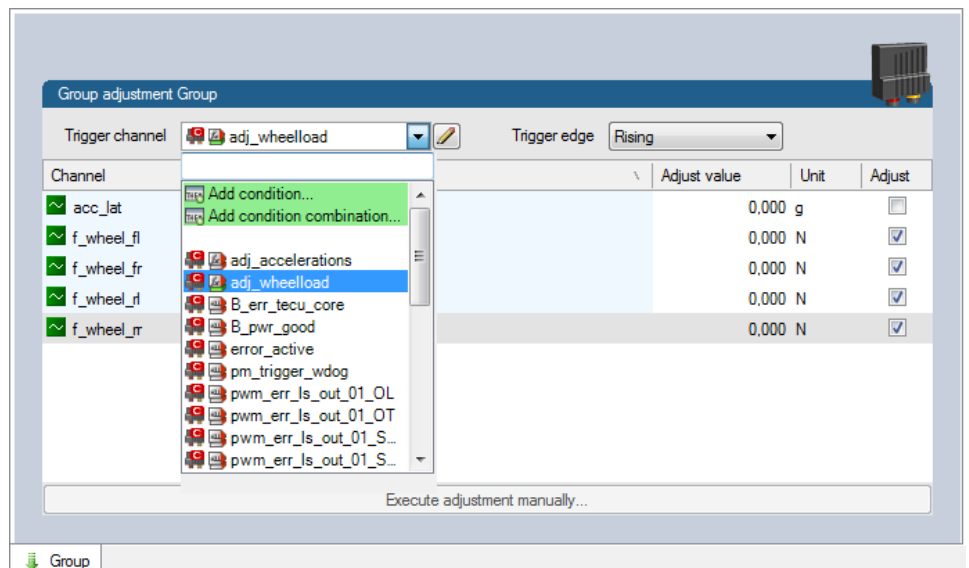 Group adjustment Group
Trigger channel adj_wheelload Trigger edge Rising
Channel Adjust value Unit Adjust
acc_lat 0,000 g
f_wheel_fl 0,000 N
f_wheel_fr 0,000 N
f_wheel_rl 0,000 N
f_wheel_rr 0,000 N
Add condition...
Add condition combination...
adj_accelerations
adj_wheelload
B_err_tecu_core
B_pwr_good
error_active
pm_trigger_wdog
pwm_err_ls_out_01_OL
pwm_err_ls_out_01_OT
pwm_err_ls_out_01_S...
pwm_err_ls_out_01_S...
Execute adjustment manually...
Group